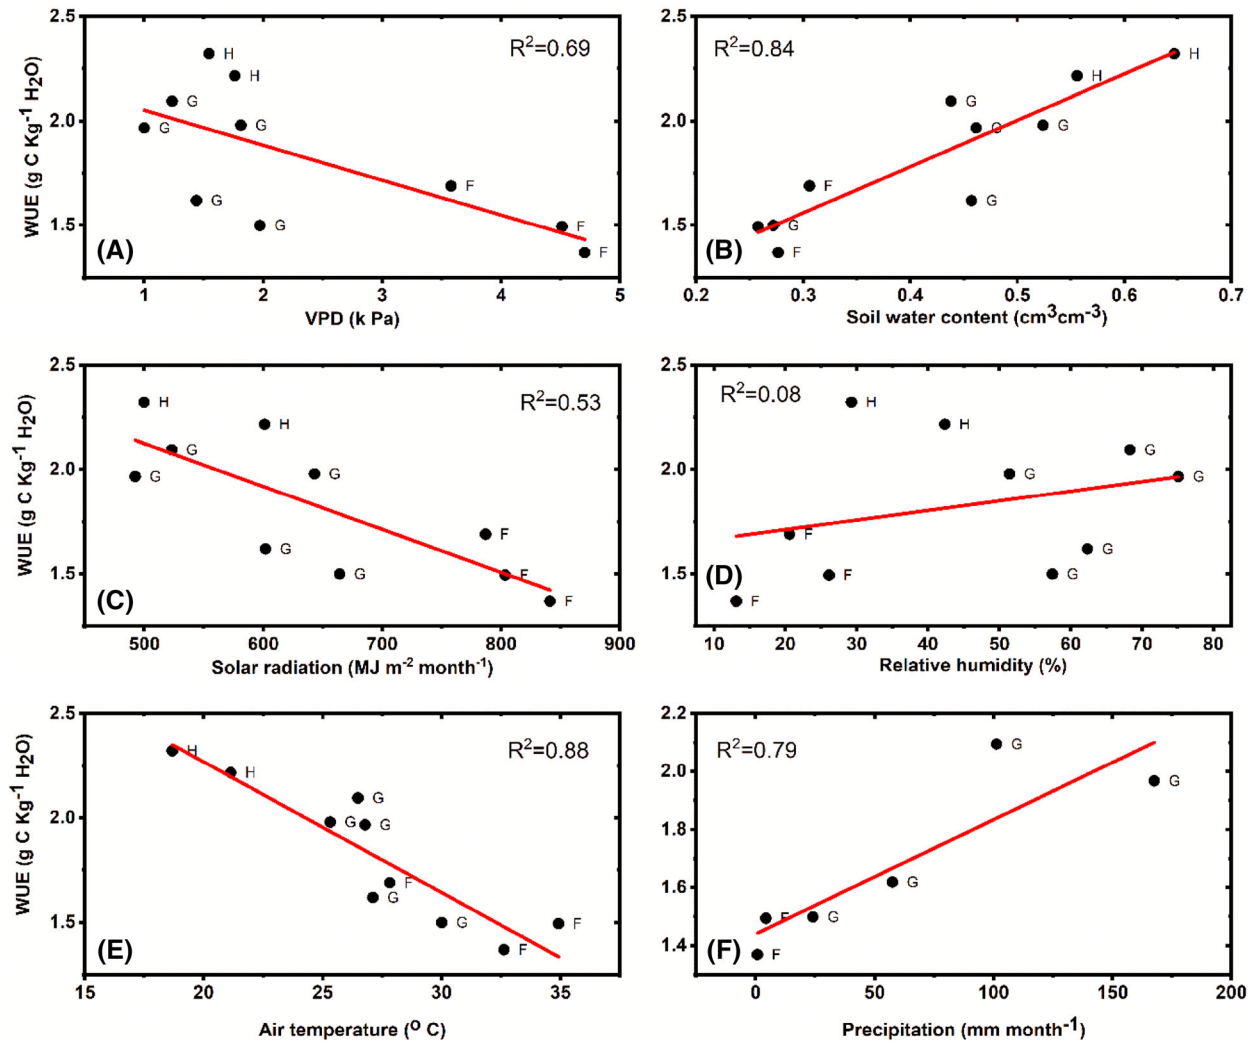 2.5
R²=0.69
H
H
G
2.0
G
G
F
G
1.5
G
F
F
(A)
WUE (g C Kg⁻¹ H₂O)
1 2 3 4 5
VPD (k Pa)
2.5
R²=0.84
H
H
G
2.0
G
G
F
G
1.5
G
F
(B)
0.2 0.3 0.4 0.5 0.6 0.7
Soil water content (cm³cm⁻³)
2.5
R²=0.53
H
H
G
2.0
G
G
F
G
1.5
G
F
F
(C)
WUE (g C Kg⁻¹ H₂O)
500 600 700 800 900
Solar radiation (MJ m⁻² month⁻¹)
2.5
R²=0.08
H
H
G
2.0
G
G
F
G
1.5
F
G
F
(D)
10 20 30 40 50 60 70 80
Relative humidity (%)
2.5
R²=0.88
H
H
G
2.0
G
G
F
G
1.5
G
F
F
(E)
WUE (g C Kg⁻¹ H₂O)
15 20 25 30 35
Air temperature (⁰ C)
2.2
R²=0.79
G
2.0
G
1.8
G
1.6
F
G
1.4
F
(F)
0 50 100 150 200
Precipitation (mm month⁻¹)